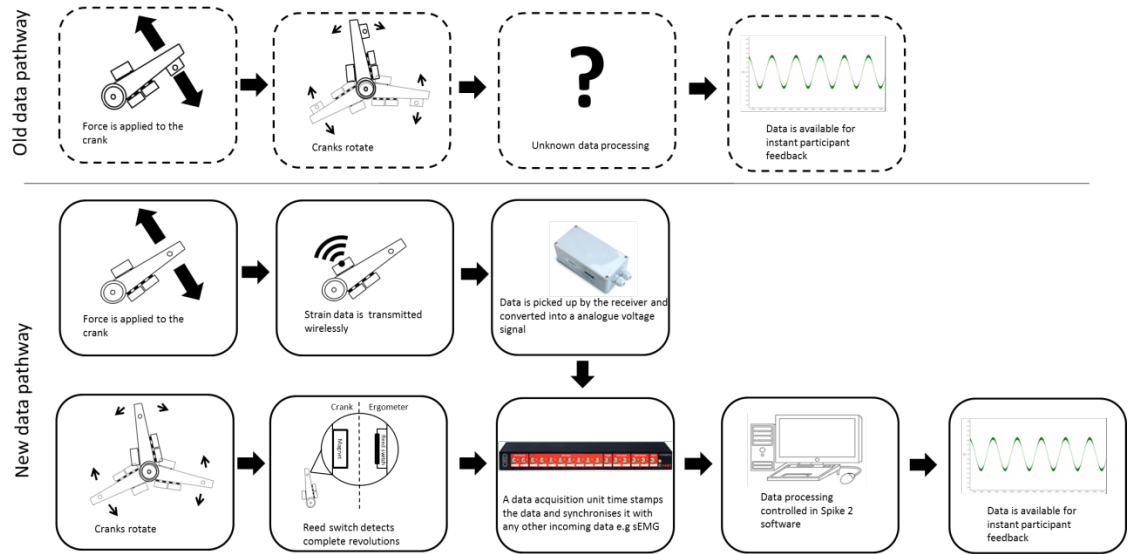 Old data pathway
Force is applied to the
crank
Cranks rotate
?
Unknown data processing
Data is available for
instant participant
feedback
New data pathway
Force is applied to the
crank
Strain data is transmitted
wirelessly
Data is picked up by the receiver and
converted into a analogue voltage
signal
Cranks rotate
Crank
Ergometer
Magnet
Reed switch
Reed switch detects
complete revolutions
A data acquisition unit time stamps
the data and synchronises it with
any other incoming data e.g sEMG
Data processing
controlled in Spike 2
software
Data is available for
instant participant
feedback